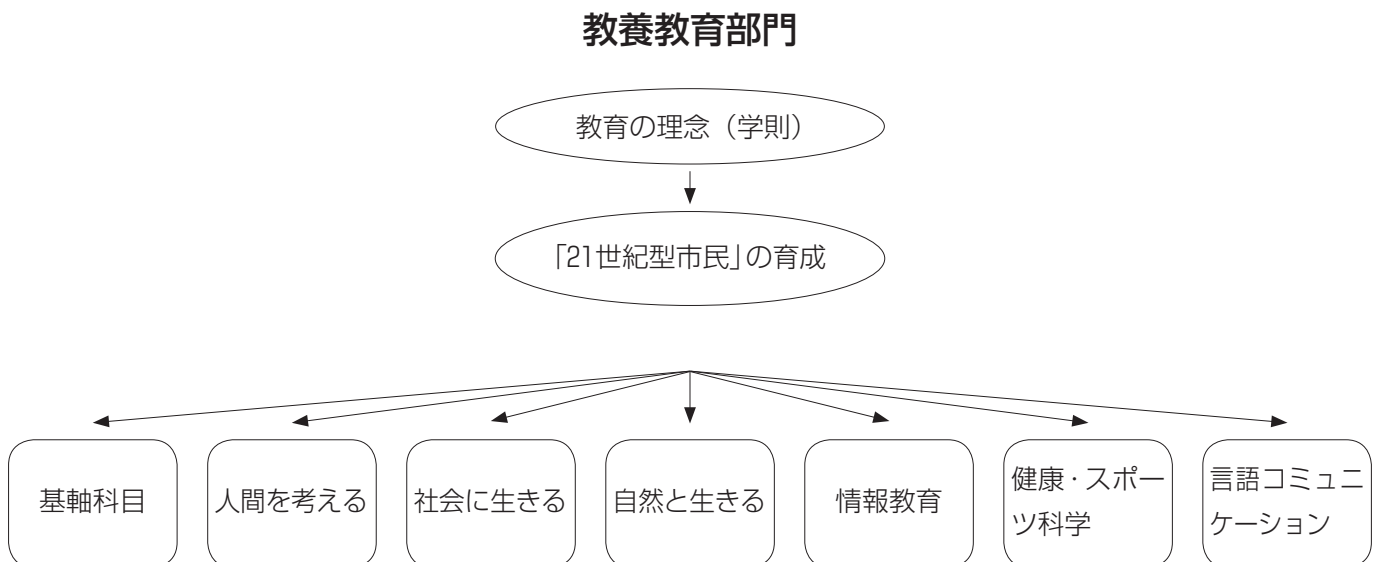 教養教育部門
教育の理念（学則）
「21世紀型市民」の育成
基軸科目
人間を考える
社会に生きる
自然と生きる
情報教育
健康・スポー
ツ科学
言語コミュニ
ケーション